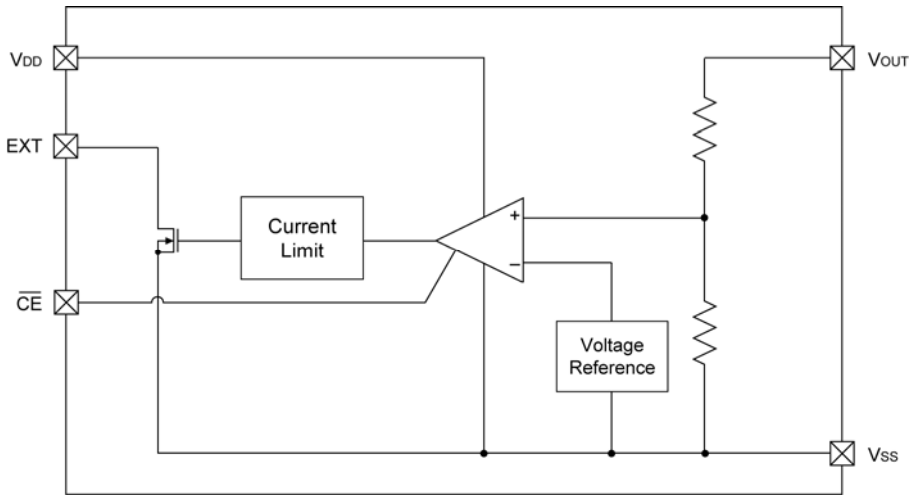 VDD
VOUT
EXT
+
Current
Limit
−
CE
Voltage
Reference
VSS